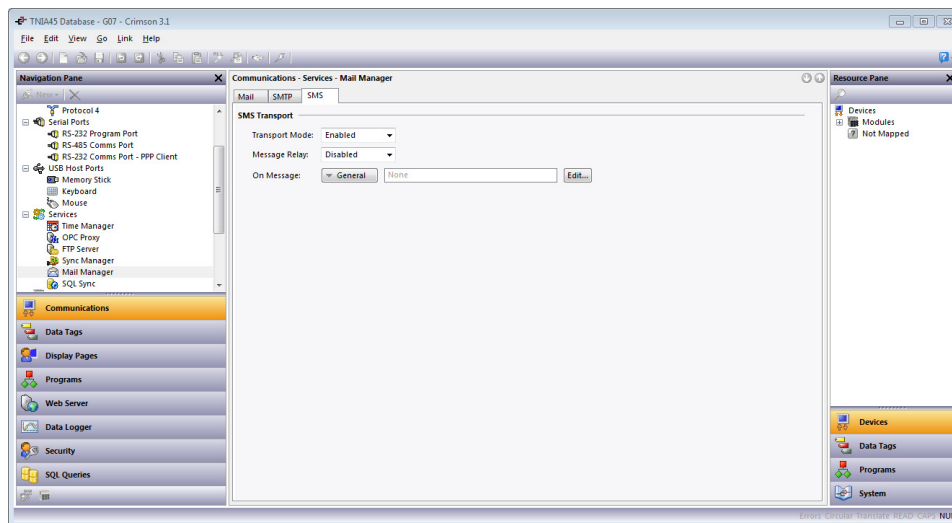 TNIA45 Database - G07 - Crimson 3.1
File Edit View Go Link Help
Navigation Pane
New
Protocol 4
Serial Ports
RS-232 Program Port
RS-485 Comms Port
RS-232 Comms Port - PPP Client
USB Host Ports
Memory Stick
Keyboard
Mouse
Services
Time Manager
OPC Proxy
FTP Server
Sync Manager
Mail Manager
SQL Sync
Communications
Data Tags
Display Pages
Programs
Web Server
Data Logger
Security
SQL Queries
Communications - Services - Mail Manager
Mail SMTP SMS
SMS Transport
Transport Mode: Enabled
Message Relay: Disabled
On Message: General None Edit...
Resource Pane
Devices
Modules
Not Mapped
Devices
Data Tags
Programs
System
Errors Circular Translate READ CAPS NU